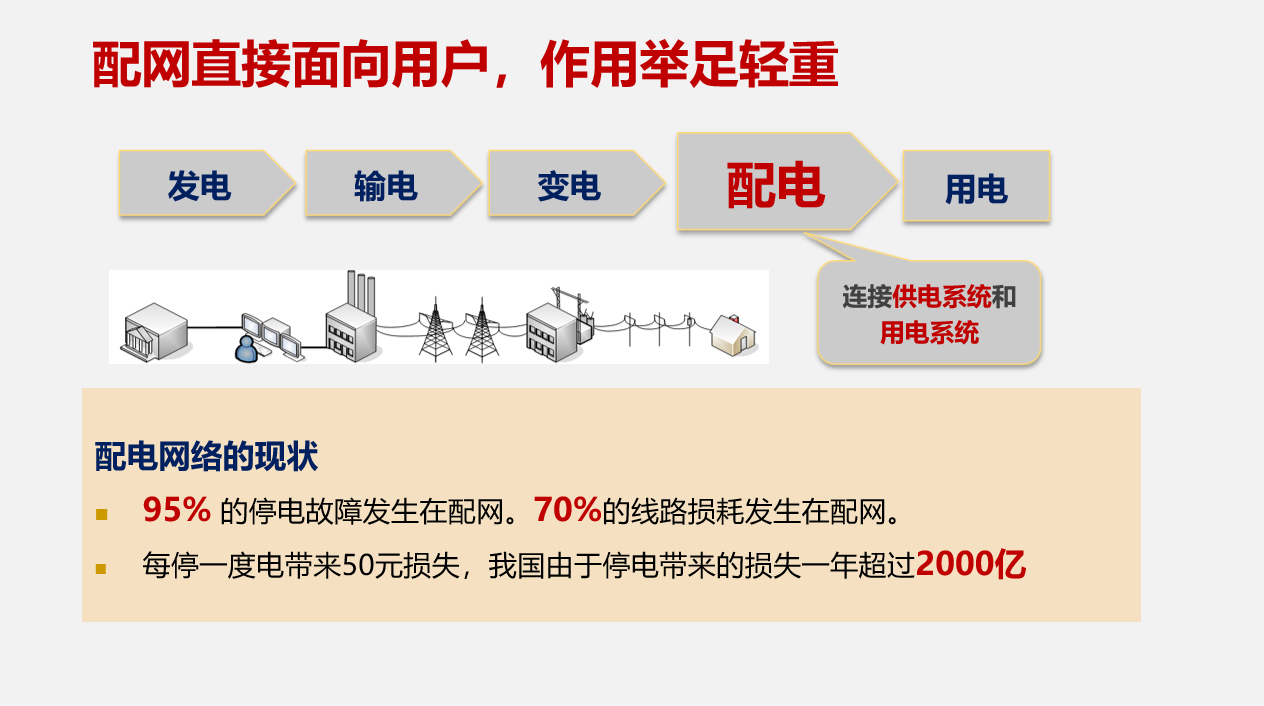 配网直接面向用户，作用举足轻重
发电
输电
变电
配电
用电
连接供电系统和
用电系统
配电网络的现状
95% 的停电故障发生在配网。70%的线路损耗发生在配网。
每停一度电带来50元损失，我国由于停电带来的损失一年超过2000亿